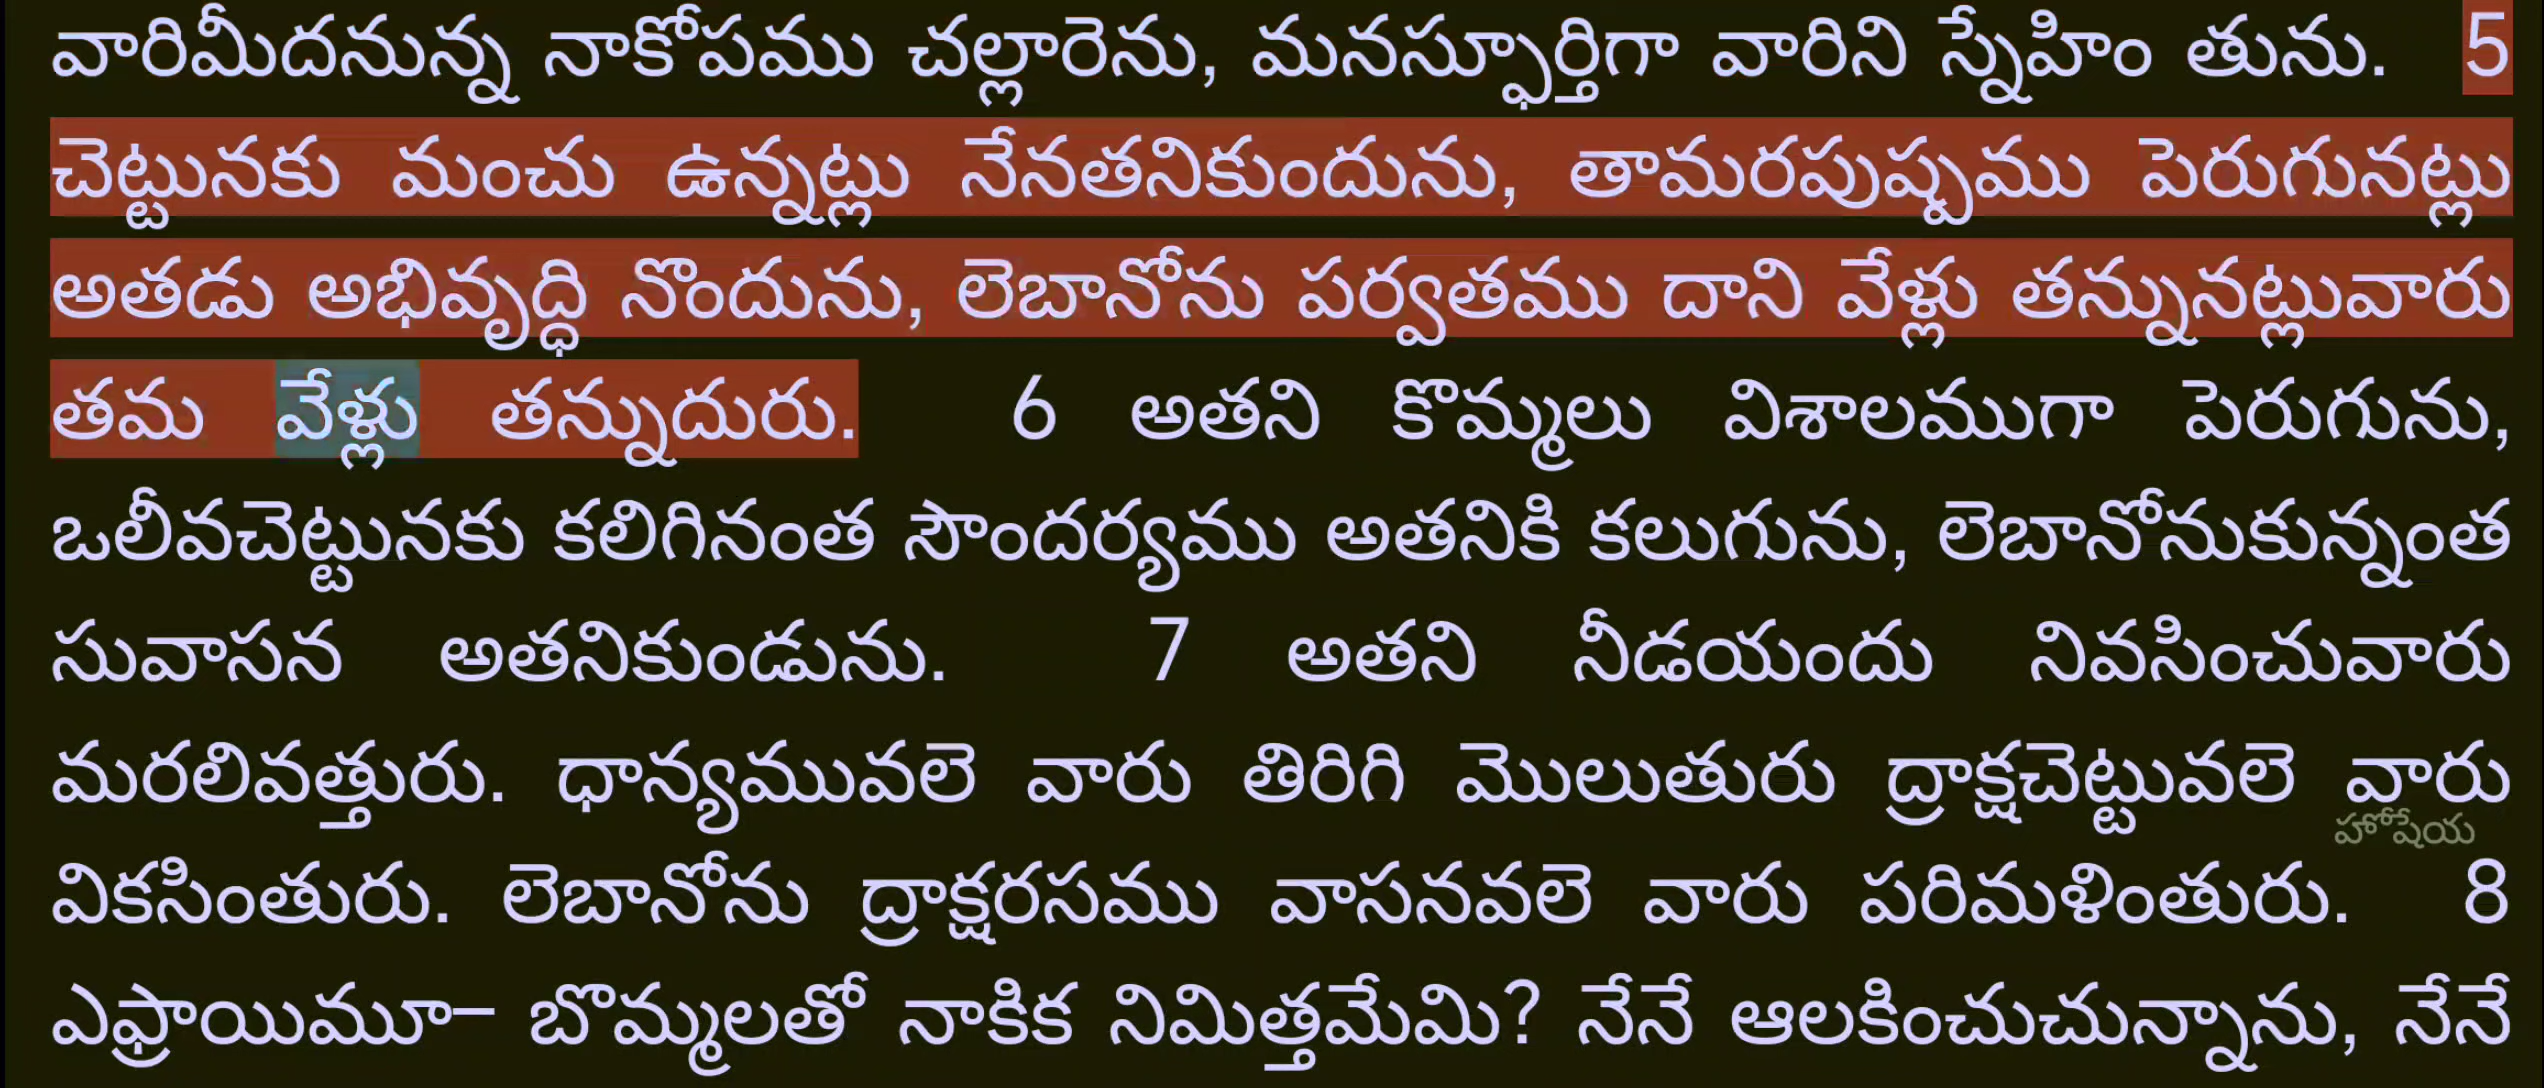 వారిమీదనున్న నాకోపము చల్లారెను, మనస్ఫూర్తిగా వారిని స్నేహిం తును. 5
చెట్టునకు మంచు ఉన్నట్లు నేనతనికుందును, తామరపుష్పము పెరుగునట్లు
అతడు అభివృద్ధి నొందును, లెబానోను పర్వతము దాని వేళ్లు తన్నునట్లువారు
తమ వేళ్లు తన్నుదురు. 6 అతని కొమ్మలు విశాలముగా పెరుగును,
ఒలీవచెట్టునకు కలిగినంత సౌందర్యము అతనికి కలుగును, లెబానోనుకున్నంత
సువాసన అతనికుండును. 7 అతని నీడయందు నివసించువారు
మరలివత్తురు. ధాన్యమువలె వారు తిరిగి మొలుతురు ద్రాక్షచెట్టువలె వారు
హోషేయ
వికసింతురు. లెబానోను ద్రాక్షరసము వాసనవలె వారు పరిమళింతురు. 8
ఎఫ్రాయిమూ– బొమ్మలతో నాకిక నిమిత్తమేమి? నేనే ఆలకించుచున్నాను, నేనే